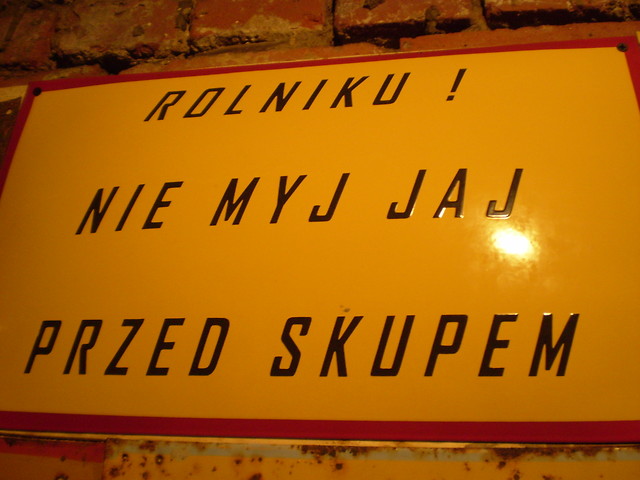 ROLNIKU !
NIE MYJ JAJ
PRZED SKUPEM